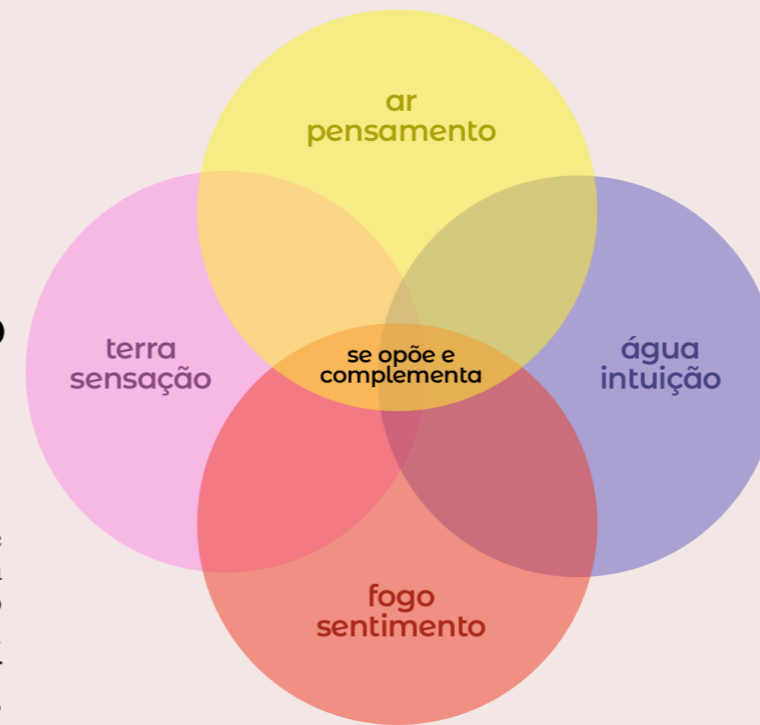 ar
pensamento
terra
sensação
se opõe e
complementa
água
intuição
fogo
sentimento